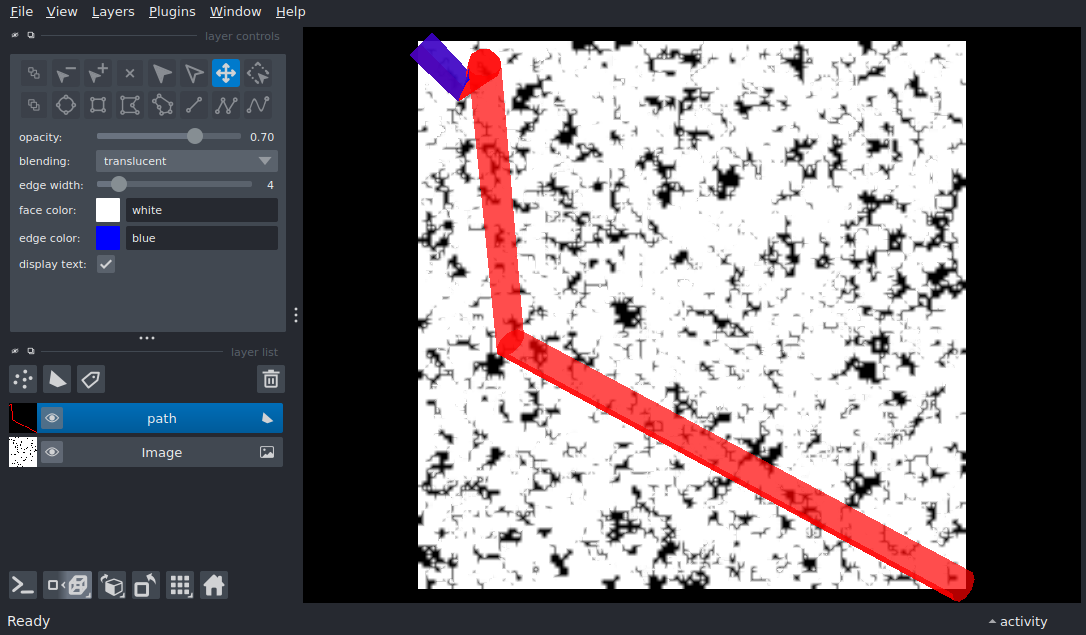 File View Layers Plugins Window Help
layer controls
opacity: 0.70
blending: translucent
edge width: 4
face color: white
edge color: blue
display text:
layer list
path
Image
Ready
activity